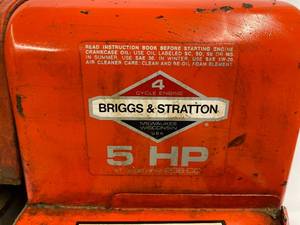 READ INSTRUCTION BOOK BEFORE STARTING ENGINE
CRANKCASE OIL: USE OIL LABELED SC, SD, SE OR MS
IN SUMMER, USE SAE 30, IN WINTER, USE SAE 5W-20
AIR CLEANER CARE: CLEAN AND RE-OIL FOAM ELEMENT
4
CYCLE ENGINE
BRIGGS & STRATTON
MILWAUKEE
WISCONSIN
U.S.A.
5 HP
CC